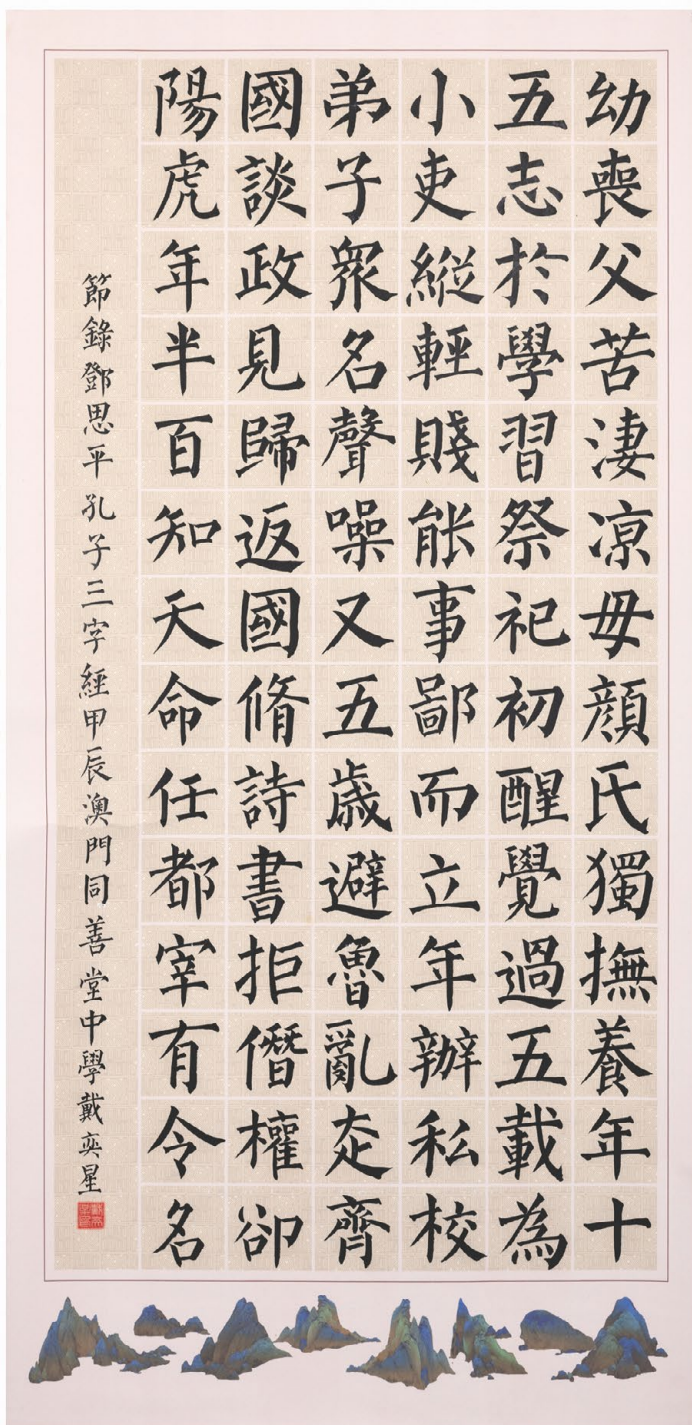 幼喪父苦淒凉毋顏氏獨撫養年十
五志於學習祭祀初醒覺過五載為
小吏縱輕賤能事鄙而立年辦私校
弟子眾名聲噪又五歲避魯亂走齊
國談政見歸返國脩詩書拒僭權卻
陽虎年半百知天命任都宰有令名
節錄鄧思平孔子三字經甲辰澳門同善堂中學戴奕星